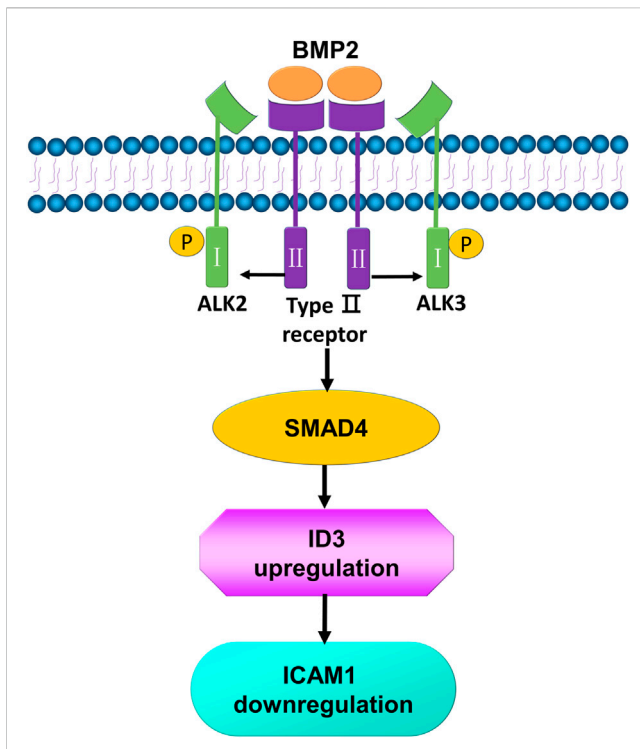 BMP2
P
I
II
II
I
P
ALK2
Type II
receptor
ALK3
SMAD4
ID3
upregulation
ICAM1
downregulation